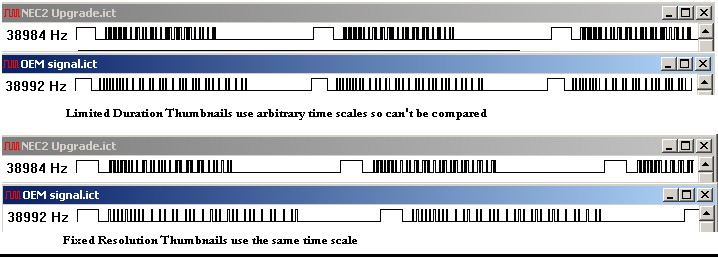 NEC2 Upgrade.ict
38984 Hz
OEM signal.ict
38992 Hz
Limited Duration Thumbnails use arbitrary time scales so can't be compared
NEC2 Upgrade.ict
38984 Hz
OEM signal.ict
38992 Hz
Fixed Resolution Thumbnails use the same time scale